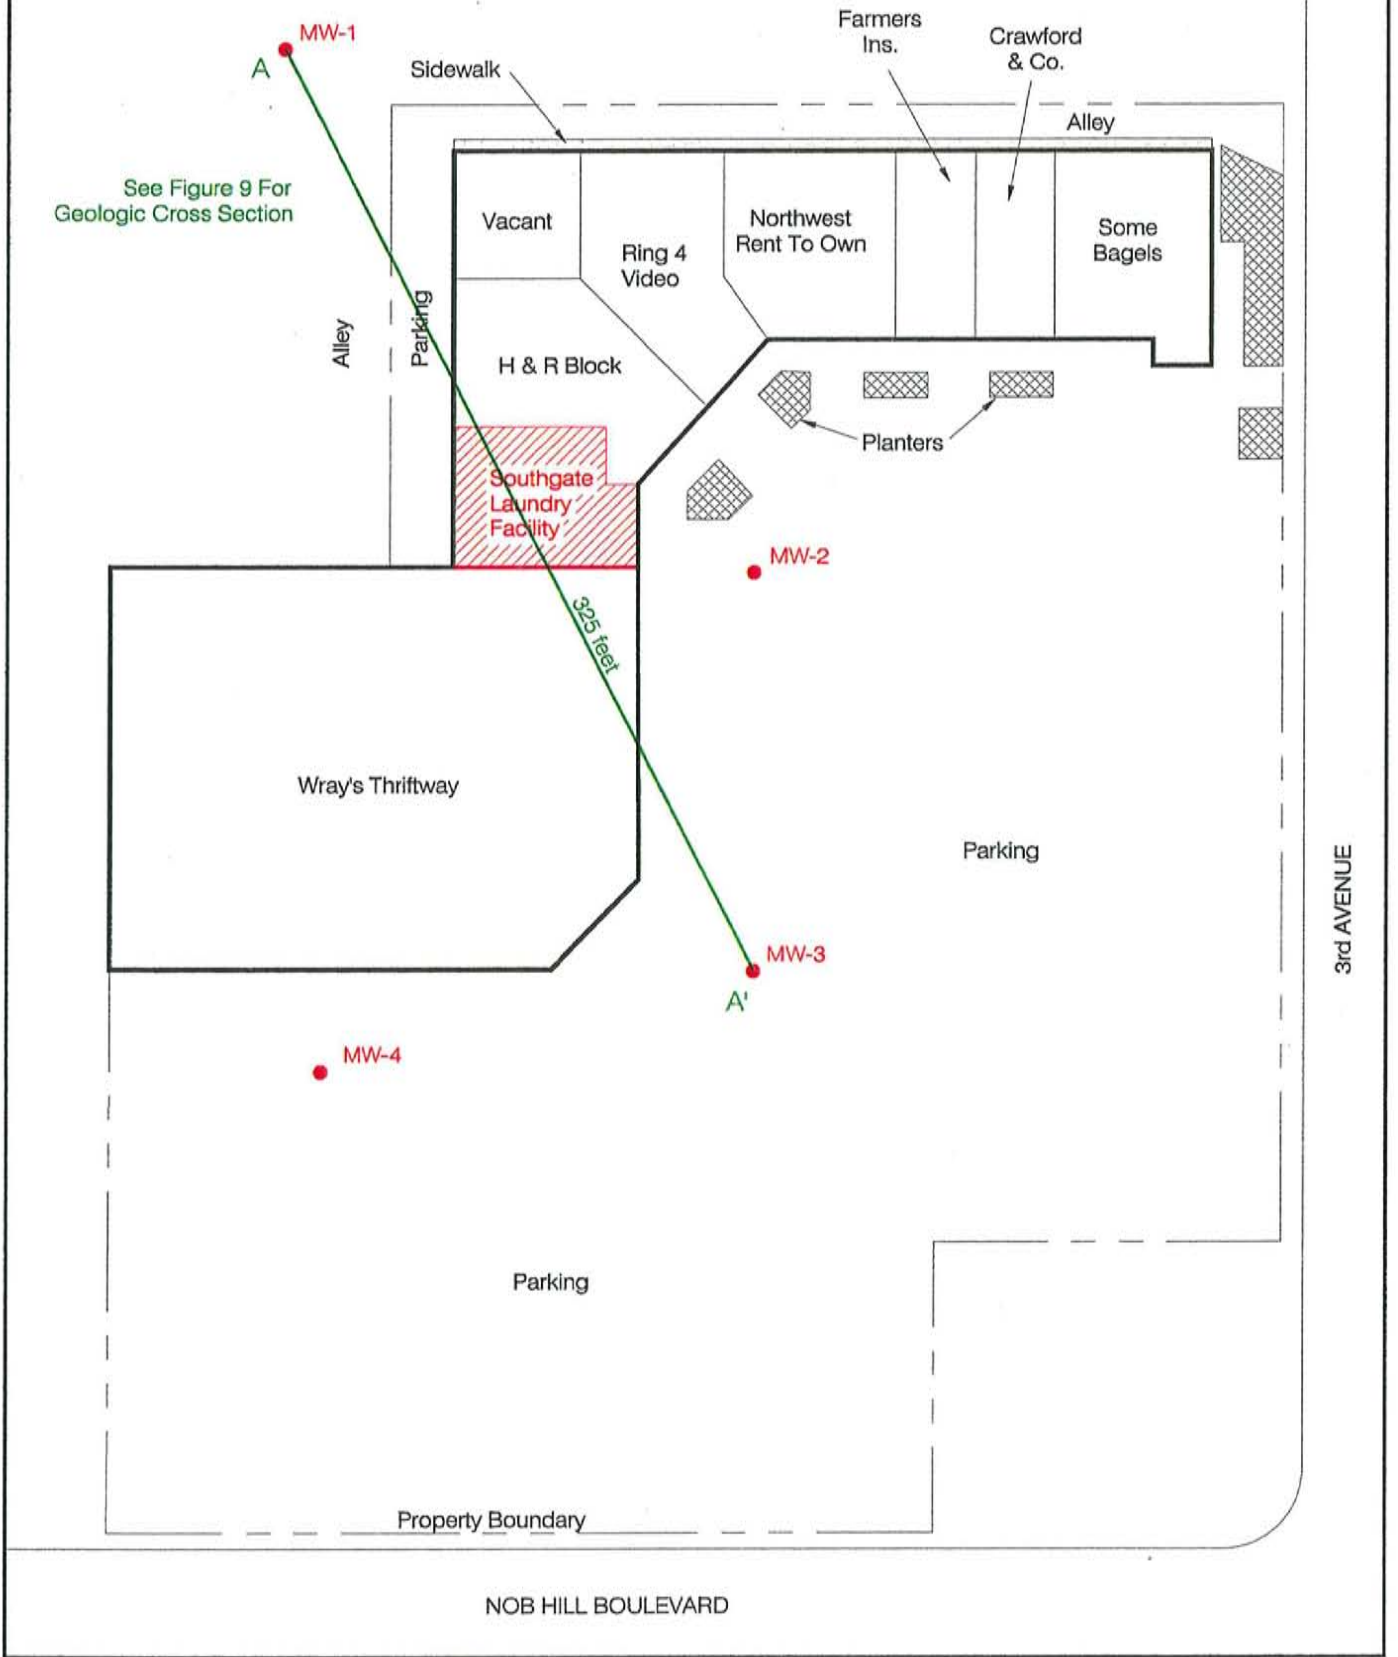 MW-1
A
Farmers
Ins.
Crawford
& Co.
Sidewalk
Alley
See Figure 9 For
Geologic Cross Section
Vacant
Ring 4
Video
Northwest
Rent To Own
Some
Bagels
Alley
Parking
H & R Block
Planters
Southgate
Laundry
Facility
MW-2
325 feet
Wray's Thriftway
Parking
3rd AVENUE
MW-3
A'
MW-4
Parking
Property Boundary
NOB HILL BOULEVARD